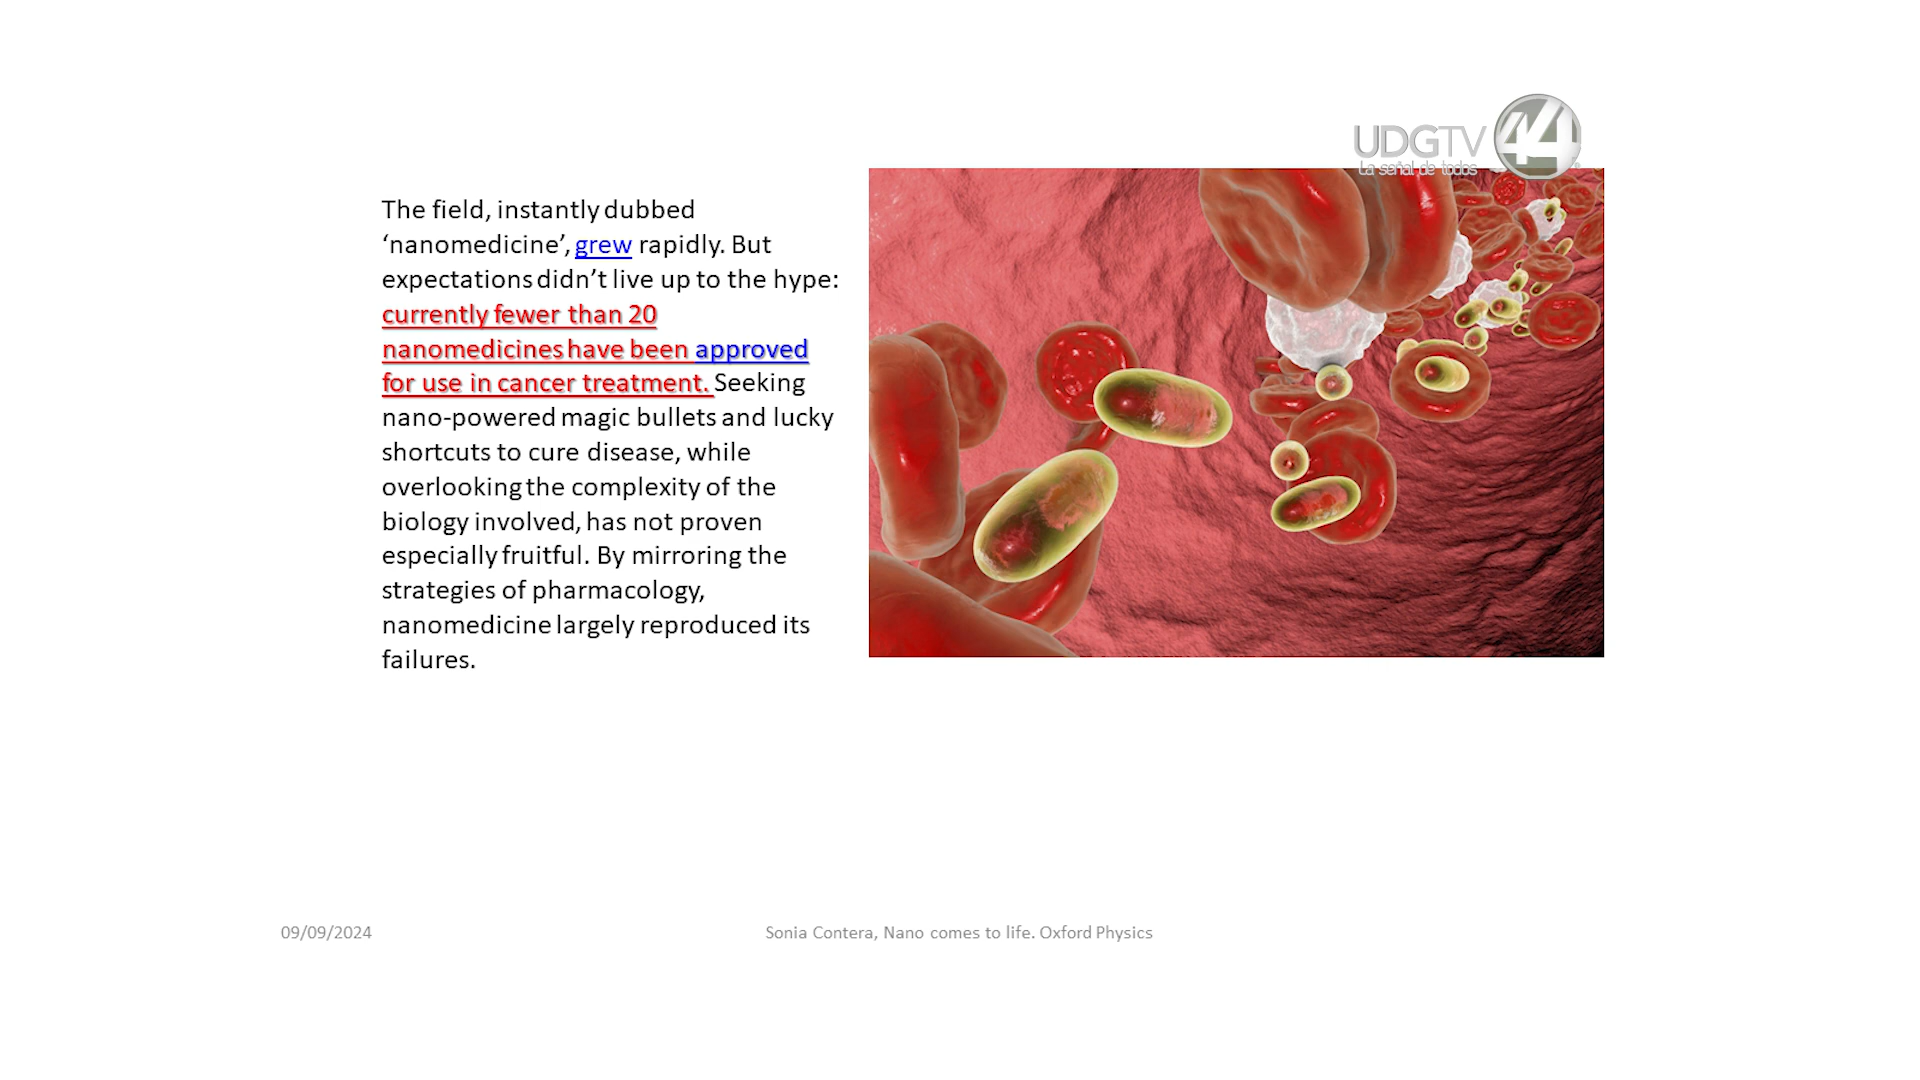 UDGTV 44
La señal de todos
The field, instantly dubbed
‘nanomedicine’, grew rapidly. But
expectations didn’t live up to the hype:
currently fewer than 20
nanomedicines have been approved
for use in cancer treatment. Seeking
nano-powered magic bullets and lucky
shortcuts to cure disease, while
overlooking the complexity of the
biology involved, has not proven
especially fruitful. By mirroring the
strategies of pharmacology,
nanomedicine largely reproduced its
failures.
09/09/2024
Sonia Contera, Nano comes to life. Oxford Physics